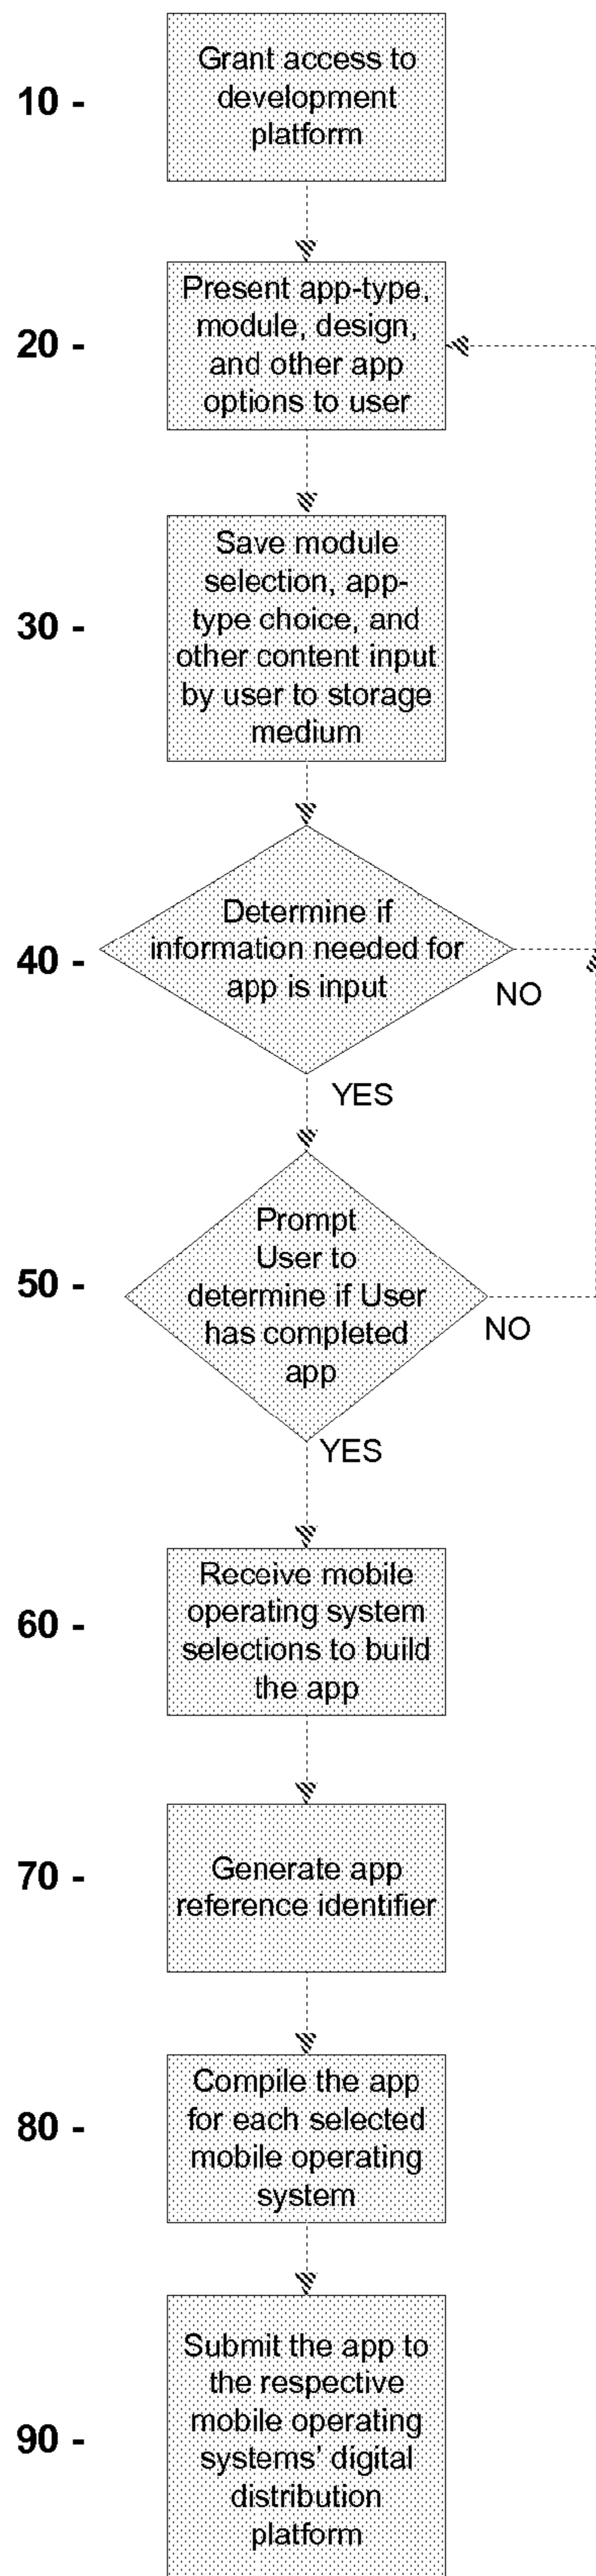 10 -
Grant access to
development
platform
20 -
Present app-type,
module, design,
and other app
options to user
30 -
Save module
selection, app-
type choice, and
other content input
by user to storage
medium
40 -
Determine if
information needed for
app is input
NO
YES
50 -
Prompt
User to
determine if User
has completed
app
NO
YES
60 -
Receive mobile
operating system
selections to build
the app
70 -
Generate app
reference identifier
80 -
Compile the app
for each selected
mobile operating
system
90 -
Submit the app to
the respective
mobile operating
systems' digital
distribution
platform